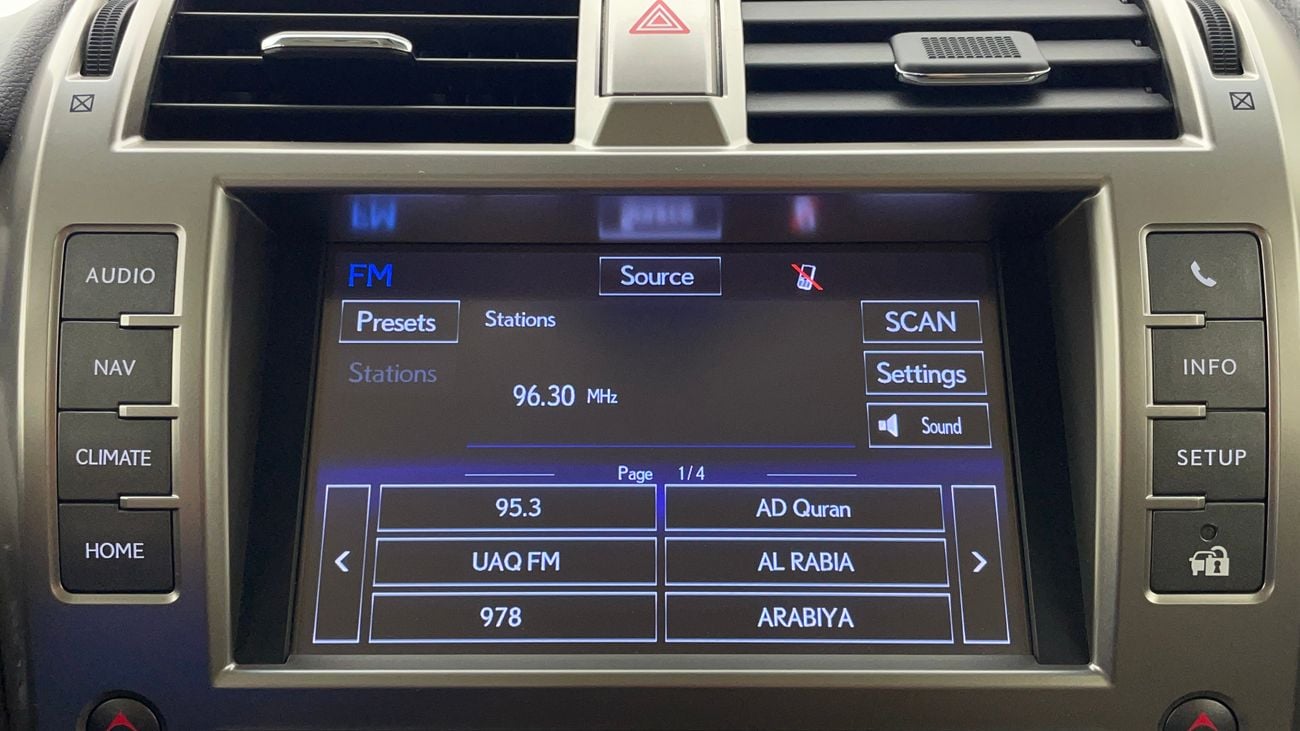 AUDIO
NAV
CLIMATE
HOME
FM
Source
Presets
Stations
SCAN
Stations
Settings
96.30 MHz
Sound
Page 1/4
95.3
AD Quran
<
>
UAQ FM
AL RABIA
978
ARABIYA
INFO
SETUP